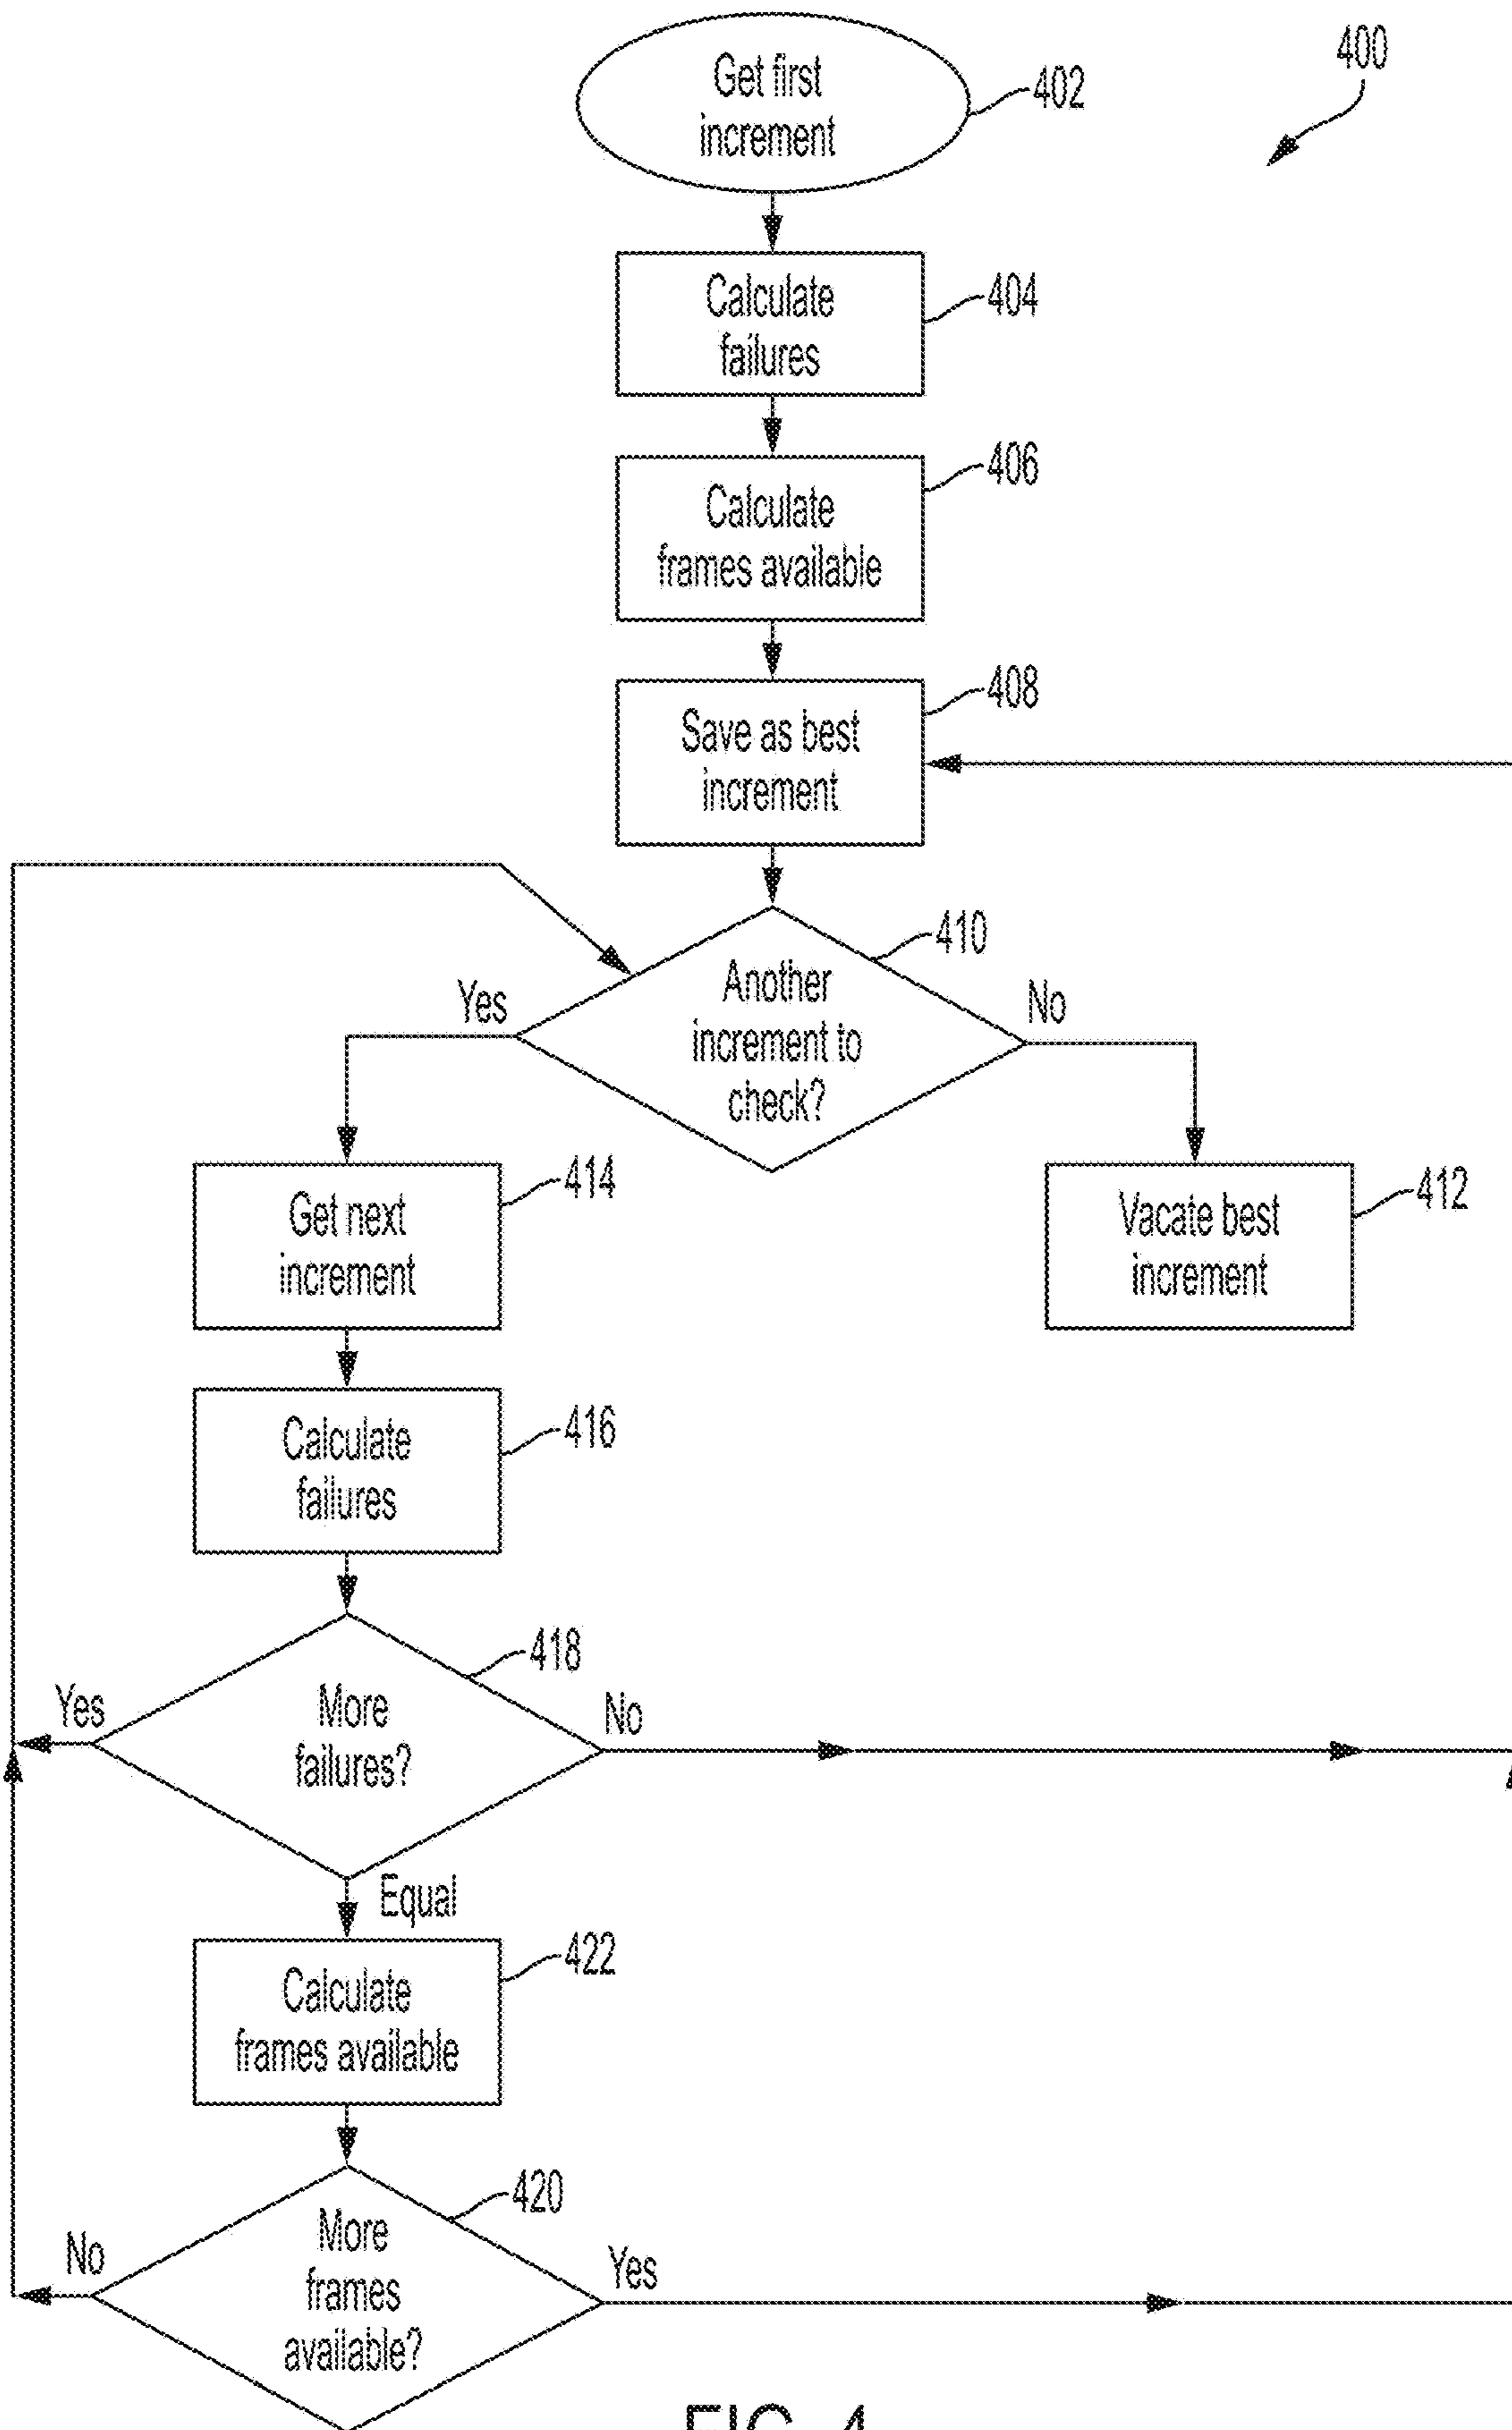 400
Get first
increment
402
Calculate
failures
404
Calculate
frames available
406
Save as best
increment
408
Another
increment to
check?
410
Yes
No
Get next
increment
414
Vacate best
increment
412
Calculate
failures
416
More
failures?
418
Yes
No
Equal
Calculate
frames available
422
More
frames
available?
420
No
Yes
FIG. 4